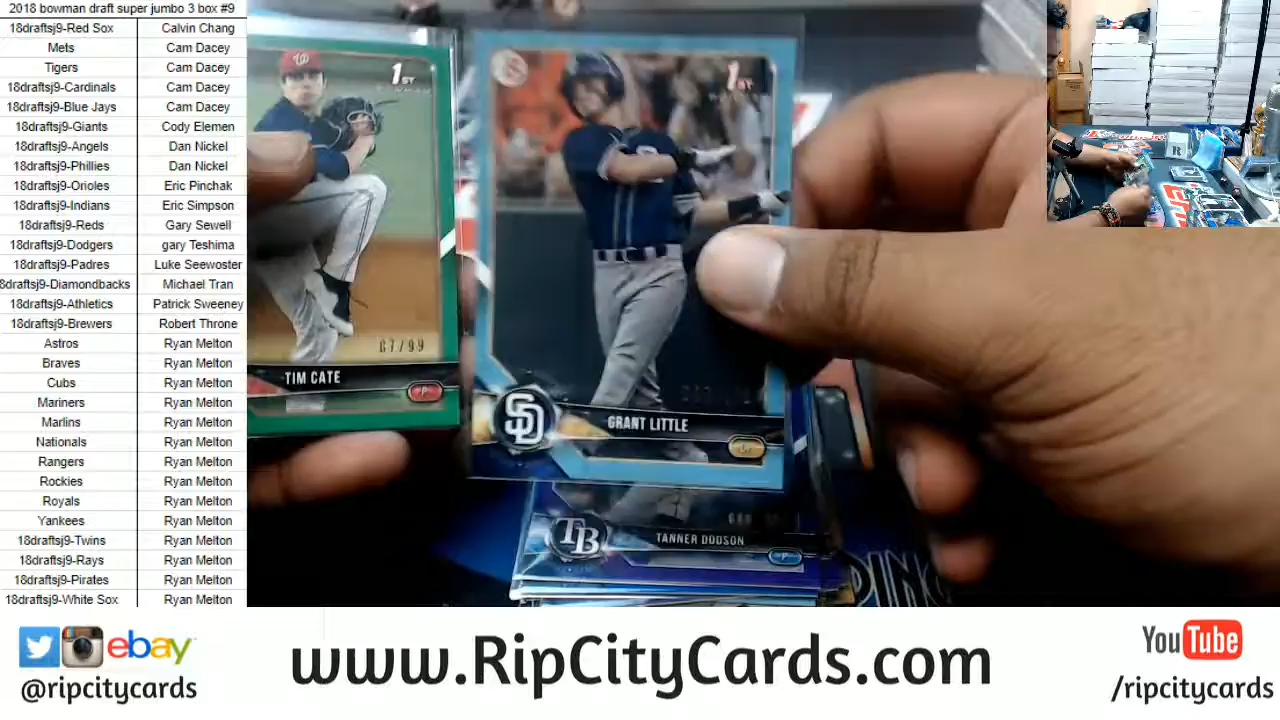 2018 bowman draft super jumbo 3 box #9
18draftsj9-Red Sox Calvin Chang
Mets Cam Dacey
Tigers Cam Dacey
18draftsj9-Cardinals Cam Dacey
18draftsj9-Blue Jays Cam Dacey
18draftsj9-Giants Cody Elemen
18draftsj9-Angels Dan Nickel
18draftsj9-Phillies Dan Nickel
18draftsj9-Orioles Eric Pinchak
18draftsj9-Indians Eric Simpson
18draftsj9-Reds Gary Sewell
18draftsj9-Dodgers gary Teshima
18draftsj9-Padres Luke Seewoster
8draftsj9-Diamondbacks Michael Tran
18draftsj9-Athletics Patrick Sweeney
18draftsj9-Brewers Robert Throne
Astros Ryan Melton
Braves Ryan Melton
Cubs Ryan Melton
Mariners Ryan Melton
Marlins Ryan Melton
Nationals Ryan Melton
Rangers Ryan Melton
Rockies Ryan Melton
Royals Ryan Melton
Yankees Ryan Melton
18draftsj9-Twins Ryan Melton
18draftsj9-Rays Ryan Melton
18draftsj9-Pirates Ryan Melton
18draftsj9-White Sox Ryan Melton
1ST
67/99
TIM CATE
P
1ST
SD
GRANT LITTLE
TB
TANNER DODSON
P
PING
ebay
@ripcitycards
www.RipCityCards.com
YouTube
/ripcitycards